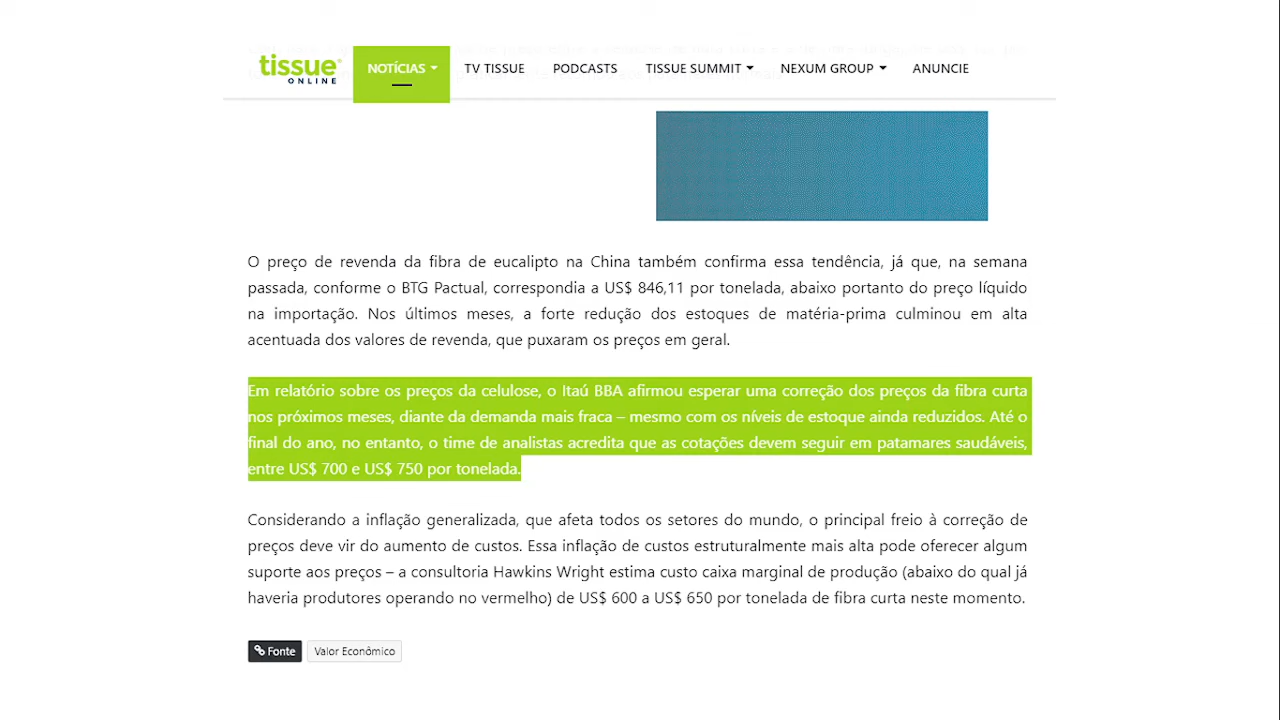 tissue
ONLINE
NOTÍCIAS
TV TISSUE
PODCASTS
TISSUE SUMMIT
NEXUM GROUP
ANUNCIE
O preço de revenda da fibra de eucalipto na China também confirma essa tendência, já que, na semana
passada, conforme o BTG Pactual, correspondia a US$ 846,11 por tonelada, abaixo portanto do preço líquido
na importação. Nos últimos meses, a forte redução dos estoques de matéria-prima culminou em alta
acentuada dos valores de revenda, que puxaram os preços em geral.
Em relatório sobre os preços da celulose, o Itaú BBA afirmou esperar uma correção dos preços da fibra curta
nos próximos meses, diante da demanda mais fraca – mesmo com os níveis de estoque ainda reduzidos. Até o
final do ano, no entanto, o time de analistas acredita que as cotações devem seguir em patamares saudáveis,
entre US$ 700 e US$ 750 por tonelada.
Considerando a inflação generalizada, que afeta todos os setores do mundo, o principal freio à correção de
preços deve vir do aumento de custos. Essa inflação de custos estruturalmente mais alta pode oferecer algum
suporte aos preços – a consultoria Hawkins Wright estima custo caixa marginal de produção (abaixo do qual já
haveria produtores operando no vermelho) de US$ 600 a US$ 650 por tonelada de fibra curta neste momento.
Fonte
Valor Econômico